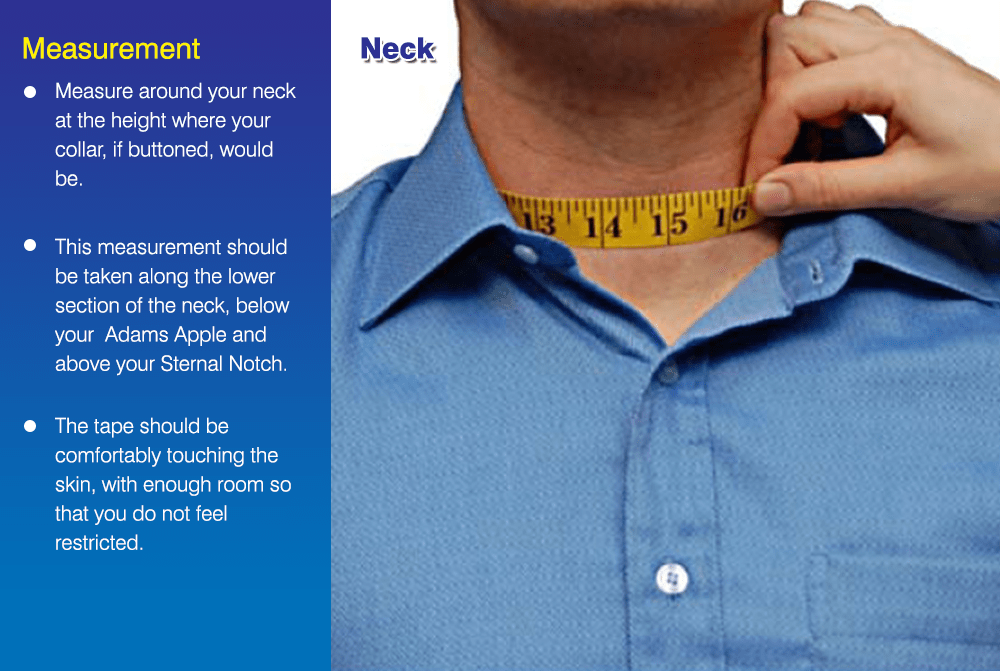 Measurement
Measure around your neck
at the height where your
collar, if buttoned, would
be.
This measurement should
be taken along the lower
section of the neck, below
your  Adams Apple and
above your Sternal Notch.
The tape should be
comfortably touching the
skin, with enough room so
that you do not feel
restricted.
Neck
13 14 15 16